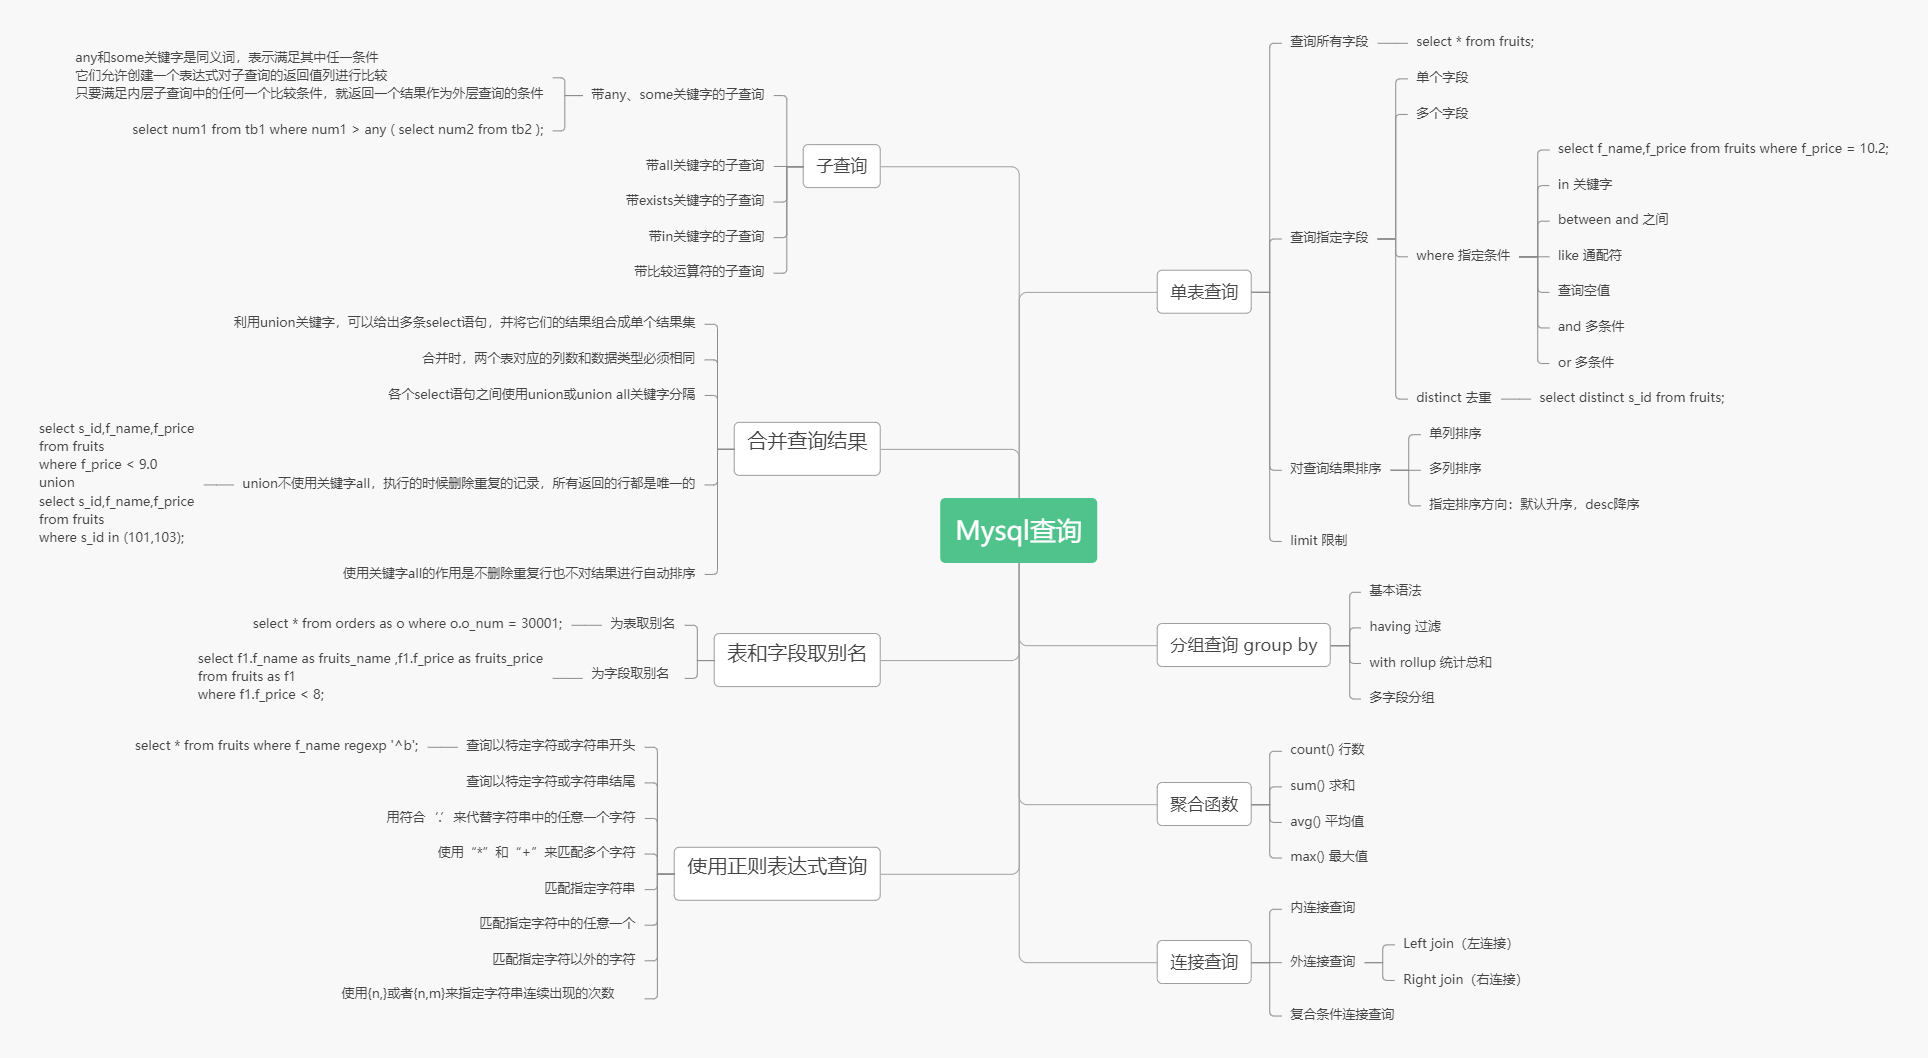 Mysql查询
单表查询
查询所有字段
select * from fruits;
查询指定字段
单个字段
多个字段
where 指定条件
select f_name,f_price from fruits where f_price = 10.2;
in 关键字
between and 之间
like 通配符
查询空值
and 多条件
or 多条件
distinct 去重
select distinct s_id from fruits;
对查询结果排序
单列排序
多列排序
指定排序方向：默认升序，desc降序
limit 限制
分组查询 group by
基本语法
having 过滤
with rollup 统计总和
多字段分组
聚合函数
count() 行数
sum() 求和
avg() 平均值
max() 最大值
连接查询
内连接查询
外连接查询
Left join（左连接）
Right join（右连接）
复合条件连接查询
子查询
带any、some关键字的子查询
any和some关键字是同义词，表示满足其中任一条件
它们允许创建一个表达式对子查询的返回值列进行比较
只要满足内层子查询中的任何一个比较条件，就返回一个结果作为外层查询的条件
select num1 from tb1 where num1 > any ( select num2 from tb2 );
带all关键字的子查询
带exists关键字的子查询
带in关键字的子查询
带比较运算符的子查询
合并查询结果
利用union关键字，可以给出多条select语句，并将它们的结果组合成单个结果集
合并时，两个表对应的列数和数据类型必须相同
各个select语句之间使用union或union all关键字分隔
union不使用关键字all，执行的时候删除重复的记录，所有返回的行都是唯一的
select s_id,f_name,f_price
from fruits
where f_price < 9.0
union
select s_id,f_name,f_price
from fruits
where s_id in (101,103);
使用关键字all的作用是不删除重复行也不对结果进行自动排序
表和字段取别名
为表取别名
select * from orders as o where o.o_num = 30001;
为字段取别名
select f1.f_name as fruits_name ,f1.f_price as fruits_price
from fruits as f1
where f1.f_price < 8;
使用正则表达式查询
查询以特定字符或字符串开头
select * from fruits where f_name regexp '^b';
查询以特定字符或字符串结尾
用符合‘.’来代替字符串中的任意一个字符
使用“*”和“+”来匹配多个字符
匹配指定字符串
匹配指定字符中的任意一个
匹配指定字符以外的字符
使用{n,}或者{n,m}来指定字符串连续出现的次数